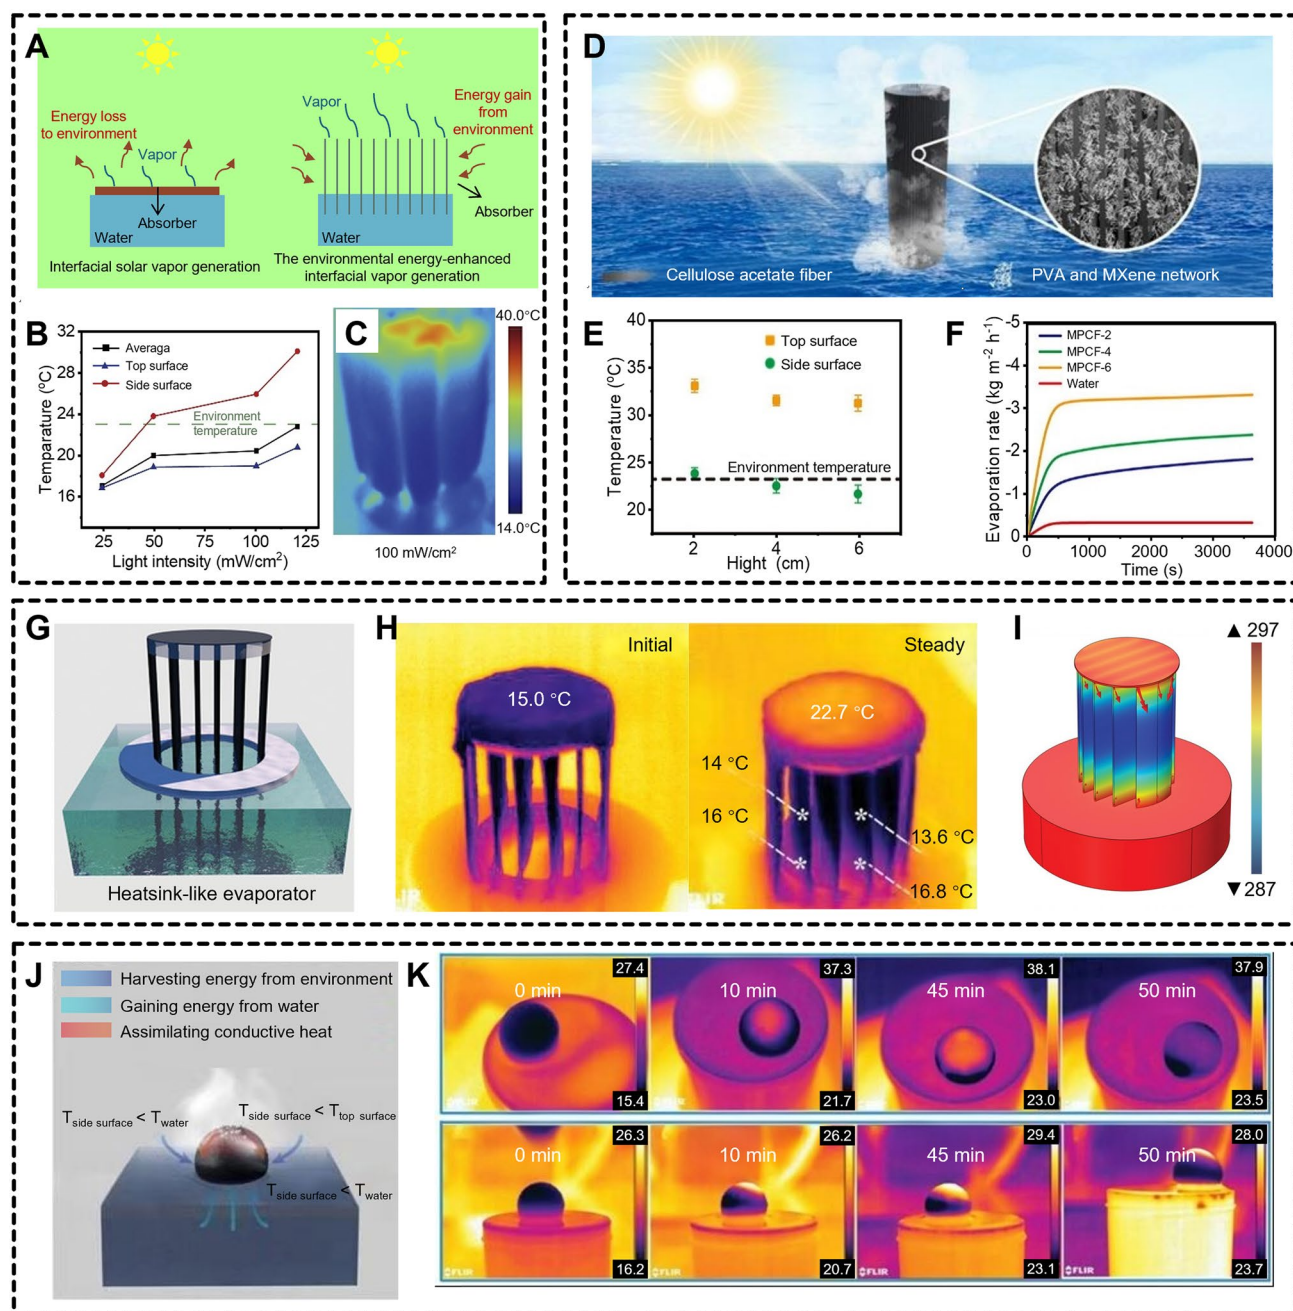 A
Energy loss
to environment
Vapor
Absorber
Water
Interfacial solar vapor generation
Vapor
Energy gain
from
environment
Absorber
Water
The environmental energy-enhanced
interfacial vapor generation
B
32
28
24
20
16
Temparature (°C)
Averaga
Top surface
Side surface
Environment
temperature
25 50 75 100 125
Light intensity (mW/cm²)
C
40.0°C
14.0°C
100 mW/cm²
D
Cellulose acetate fiber
PVA and MXene network
E
40
35
30
25
20
Temperature (°C)
Top surface
Side surface
Environment temperature
2 4 6
Hight (cm)
F
-5
-4
-3
-2
-1
0
Evaporation rate (kg m⁻² h⁻¹)
MPCF-2
MPCF-4
MPCF-6
Water
0 1000 2000 3000 4000
Time (s)
G
Heatsink-like evaporator
H
Initial
15.0 °C
Steady
22.7 °C
14 °C
16 °C
13.6 °C
16.8 °C
FLIR
I
▲ 297
▼ 287
J
Harvesting energy from environment
Gaining energy from water
Assimilating conductive heat
Tside surface < Twater
Tside surface < Ttop surface
Tside surface < Twater
K
0 min
27.4
15.4
FLIR
10 min
37.3
21.7
FLIR
45 min
38.1
23.0
FLIR
50 min
37.9
23.5
FLIR
0 min
26.3
16.2
FLIR
10 min
26.2
20.7
FLIR
45 min
29.4
23.1
FLIR
50 min
28.0
23.7
FLIR